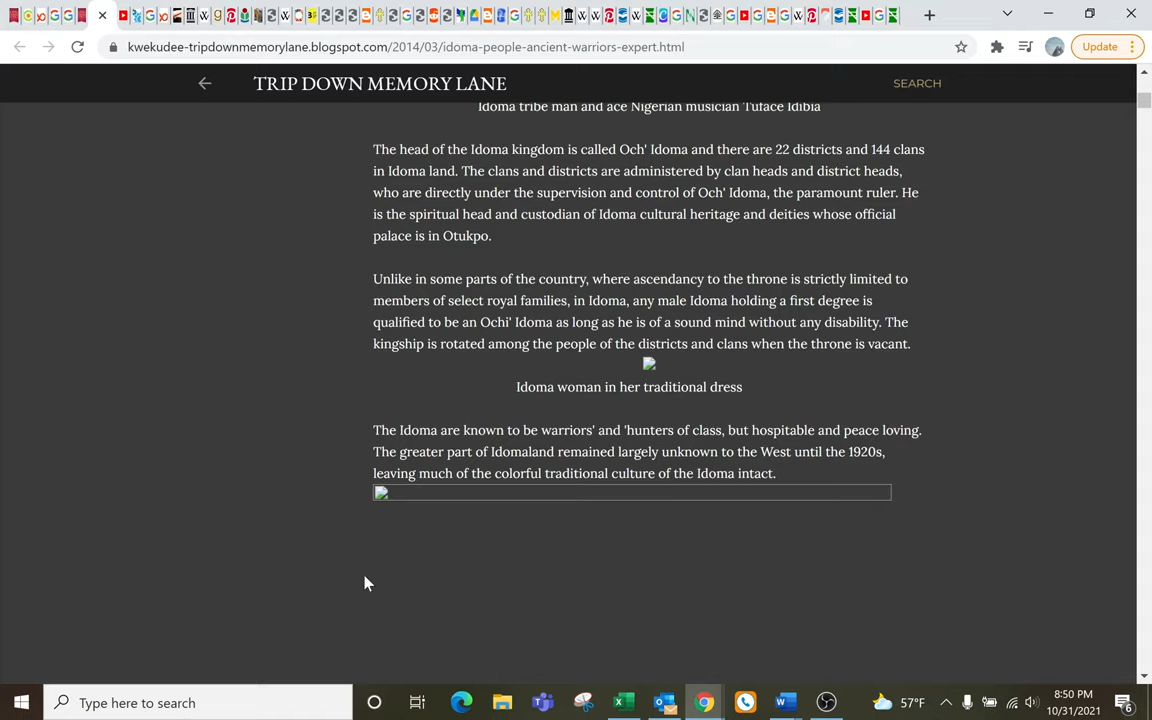 kwekudee-tripdownmemorylane.blogspot.com/2014/03/idoma-people-ancient-warriors-expert.html
Update
TRIP DOWN MEMORY LANE
SEARCH
Idoma tribe man and ace Nigerian musician Tuface Idibia
The head of the Idoma kingdom is called Och' Idoma and there are 22 districts and 144 clans
in Idoma land. The clans and districts are administered by clan heads and district heads,
who are directly under the supervision and control of Och' Idoma, the paramount ruler. He
is the spiritual head and custodian of Idoma cultural heritage and deities whose official
palace is in Otukpo.
Unlike in some parts of the country, where ascendancy to the throne is strictly limited to
members of select royal families, in Idoma, any male Idoma holding a first degree is
qualified to be an Ochi' Idoma as long as he is of a sound mind without any disability. The
kingship is rotated among the people of the districts and clans when the throne is vacant.
Idoma woman in her traditional dress
The Idoma are known to be warriors' and 'hunters of class, but hospitable and peace loving.
The greater part of Idomaland remained largely unknown to the West until the 1920s,
leaving much of the colorful traditional culture of the Idoma intact.
Type here to search
57°F
8:50 PM
10/31/2021
6